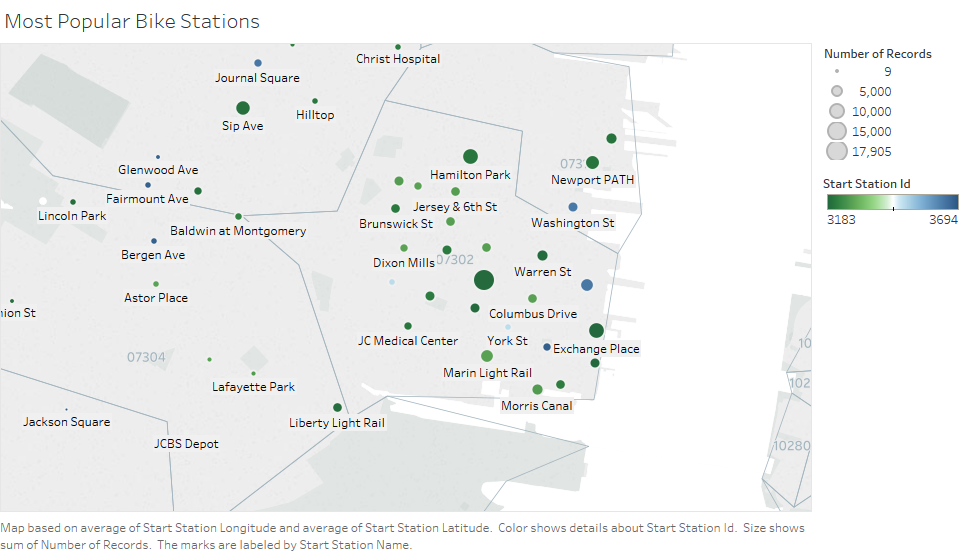 Most Popular Bike Stations
Christ Hospital
Journal Square
Hilltop
Sip Ave
Glenwood Ave
Hamilton Park
Newport PATH
Fairmount Ave
Lincoln Park
Jersey & 6th St
Brunswick St
Washington St
Baldwin at Montgomery
Bergen Ave
Dixon Mills
07302
Warren St
Astor Place
nion St
Columbus Drive
JC Medical Center
York St
Exchange Place
07304
Marin Light Rail
Lafayette Park
Morris Canal
Jackson Square
Liberty Light Rail
JCBS Depot
10
102
10280
Number of Records
9
5,000
10,000
15,000
17,905
Start Station Id
3183 3694
Map based on average of Start Station Longitude and average of Start Station Latitude. Color shows details about Start Station Id. Size shows
sum of Number of Records. The marks are labeled by Start Station Name.